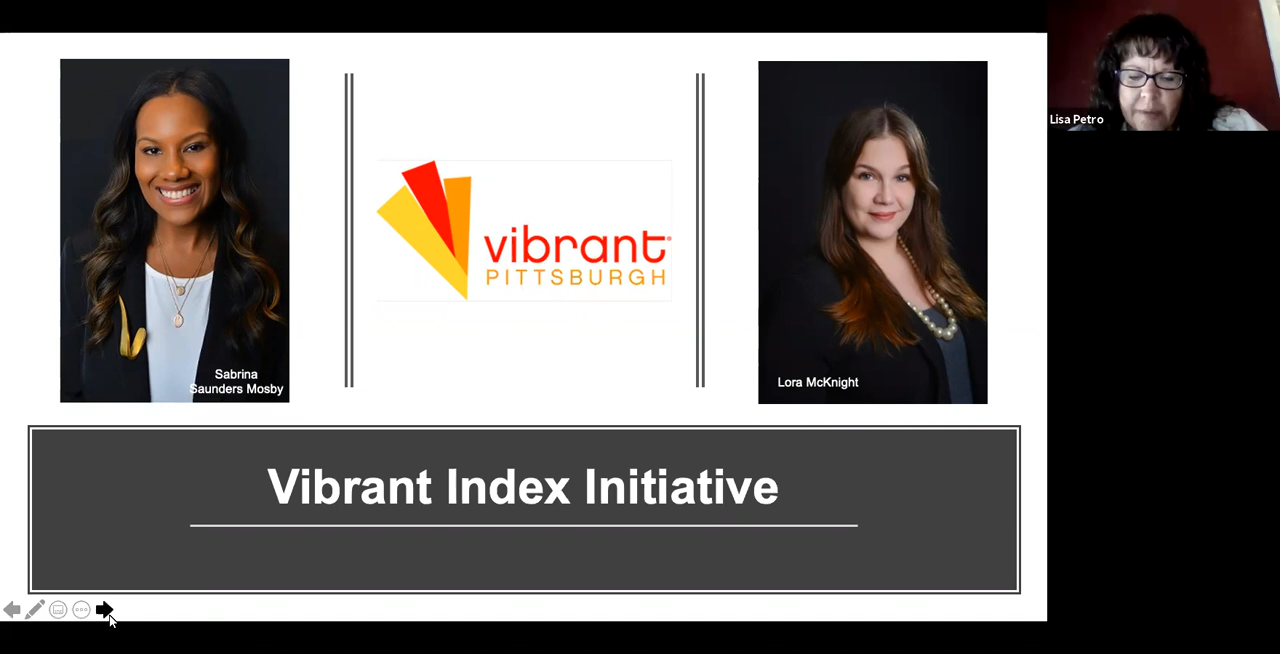 Lisa Petro
Sabrina
Saunders Mosby
vibrant®
PITTSBURGH
Lora McKnight
Vibrant Index Initiative